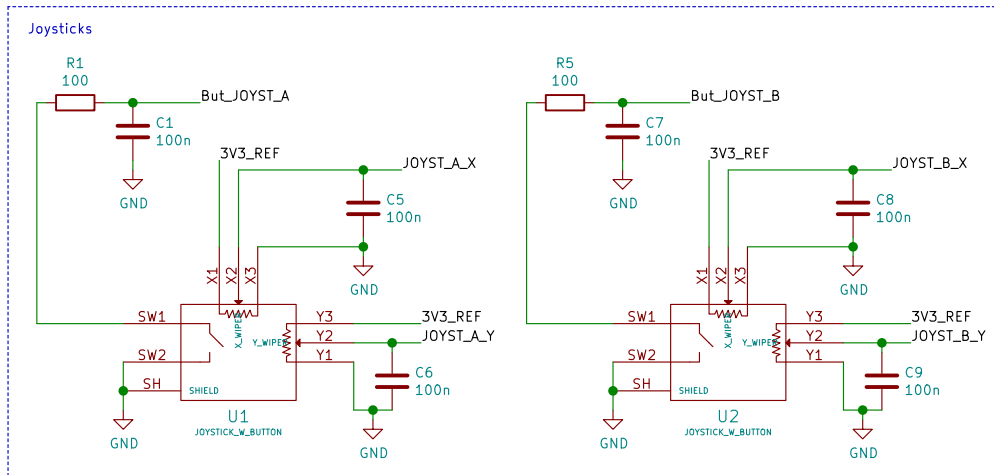 Joysticks
R1
100
But_JOYST_A
C1
100n
GND
3V3_REF
JOYST_A_X
C5
100n
GND
X1
X2
X3
X_WIPER
Y_WIPER
SW1
SW2
SH
SHIELD
Y3
Y2
Y1
3V3_REF
JOYST_A_Y
C6
100n
GND
GND
U1
JOYSTICK_W_BUTTON
R5
100
But_JOYST_B
C7
100n
GND
3V3_REF
JOYST_B_X
C8
100n
GND
X1
X2
X3
X_WIPER
Y_WIPER
SW1
SW2
SH
SHIELD
Y3
Y2
Y1
3V3_REF
JOYST_B_Y
C9
100n
GND
GND
U2
JOYSTICK_W_BUTTON